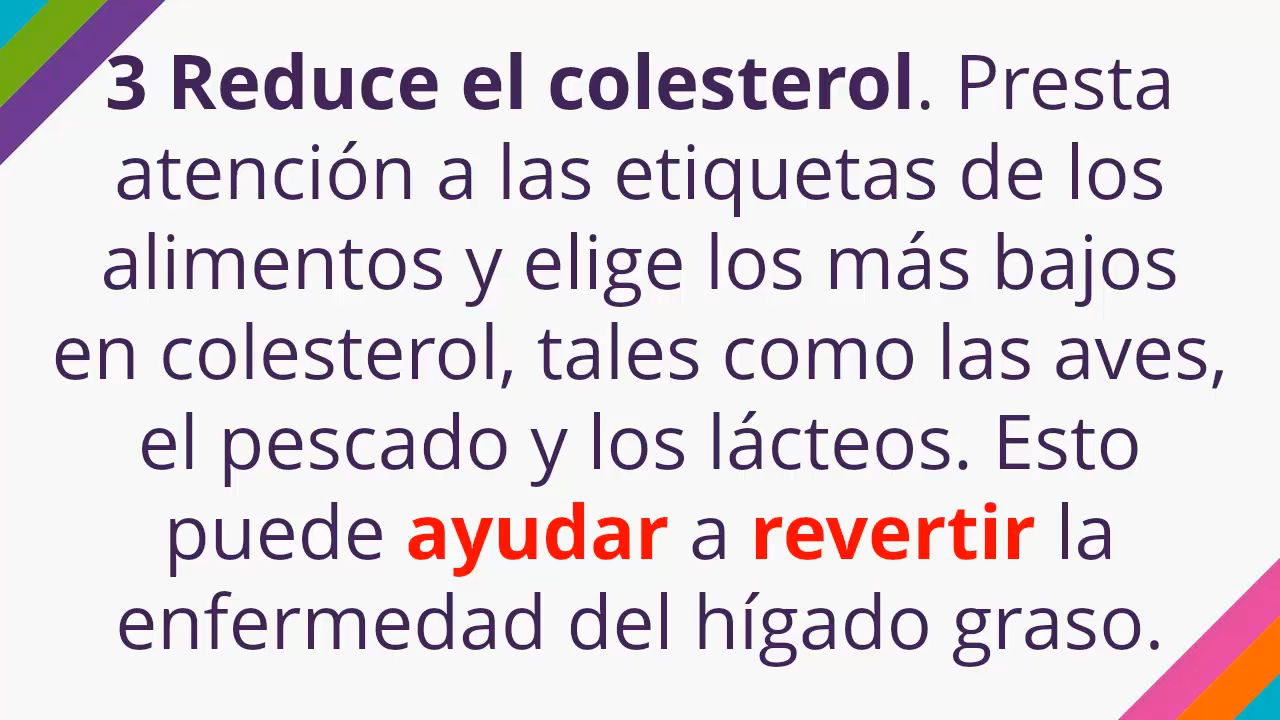 3 Reduce el colesterol. Presta
atención a las etiquetas de los
alimentos y elige los más bajos
en colesterol, tales como las aves,
el pescado y los lácteos. Esto
puede ayudar a revertir la
enfermedad del hígado graso.